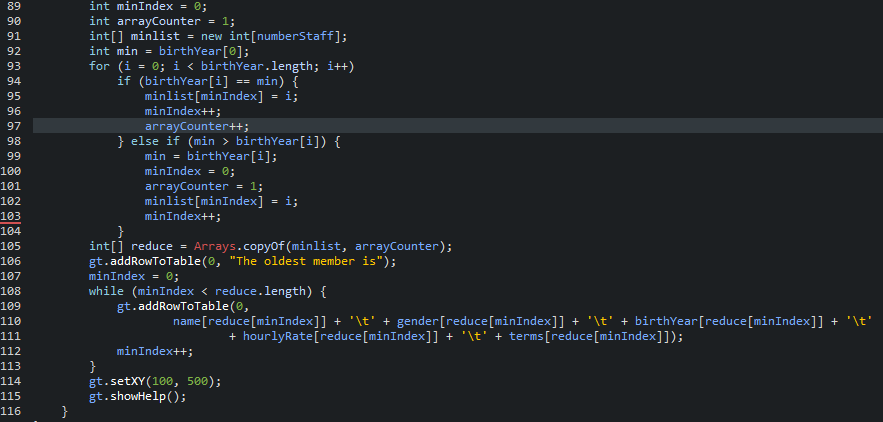 89 int minIndex = 0;
90 int arrayCounter = 1;
91 int[] minlist = new int[numberStaff];
92 int min = birthYear[0];
93 for (i = 0; i < birthYear.length; i++)
94 if (birthYear[i] == min) {
95 minlist[minIndex] = i;
96 minIndex++;
97 arrayCounter++;
98 } else if (min > birthYear[i]) {
99 min = birthYear[i];
100 minIndex = 0;
101 arrayCounter = 1;
102 minlist[minIndex] = i;
103 minIndex++;
104 }
105 int[] reduce = Arrays.copyOf(minlist, arrayCounter);
106 gt.addRowToTable(0, "The oldest member is");
107 minIndex = 0;
108 while (minIndex < reduce.length) {
109 gt.addRowToTable(0,
110 name[reduce[minIndex]] + '\t' + gender[reduce[minIndex]] + '\t' + birthYear[reduce[minIndex]] + '\t'
111 + hourlyRate[reduce[minIndex]] + '\t' + terms[reduce[minIndex]]);
112 minIndex++;
113 }
114 gt.setXY(100, 500);
115 gt.showHelp();
116 }